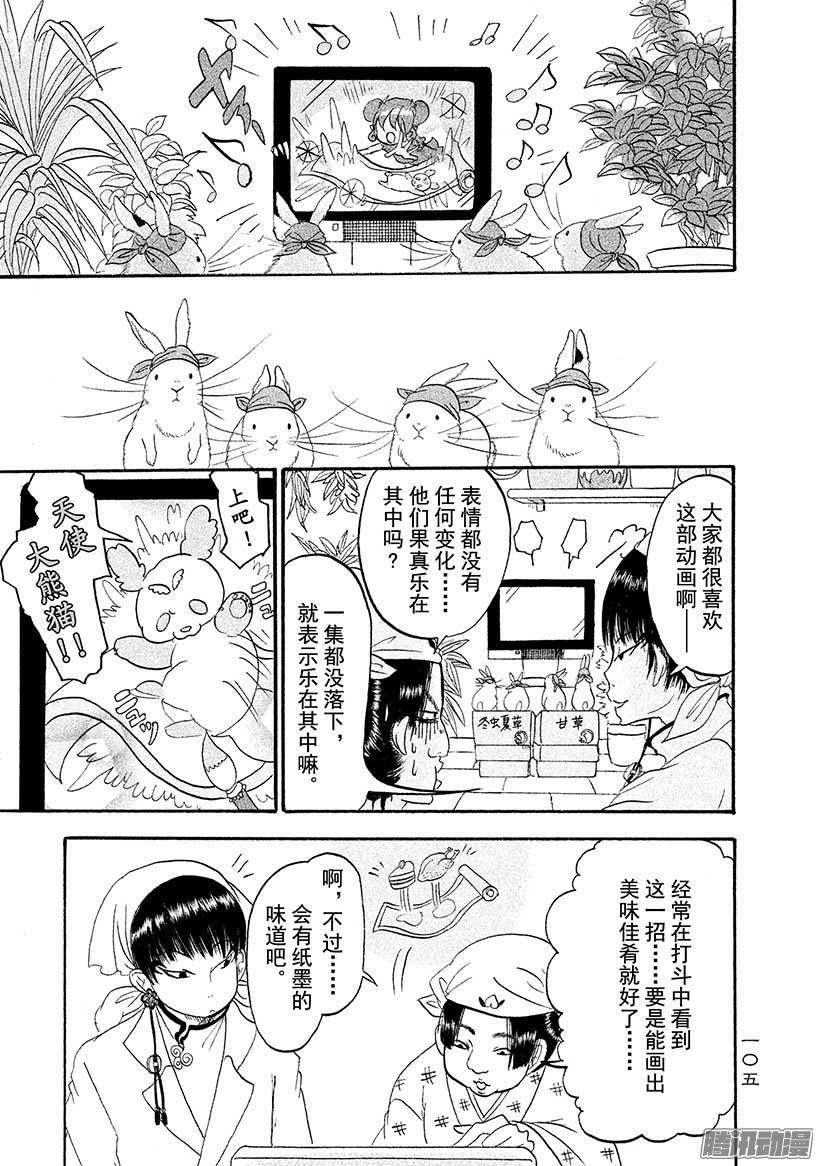 大家都很喜欢
这部动画啊——
表情都没有
任何变化……
他们果真乐在
其中吗？
一集都没落下，
就表示乐在其中嘛。
冬虫夏草
甘草
上吧！
天使
大熊猫！！
ニュッ
经常在打斗中看到
这一招……要是能画出
美味佳肴就好了……
啊，不过……
会有纸墨的
味道吧。
一〇五
腾讯动漫